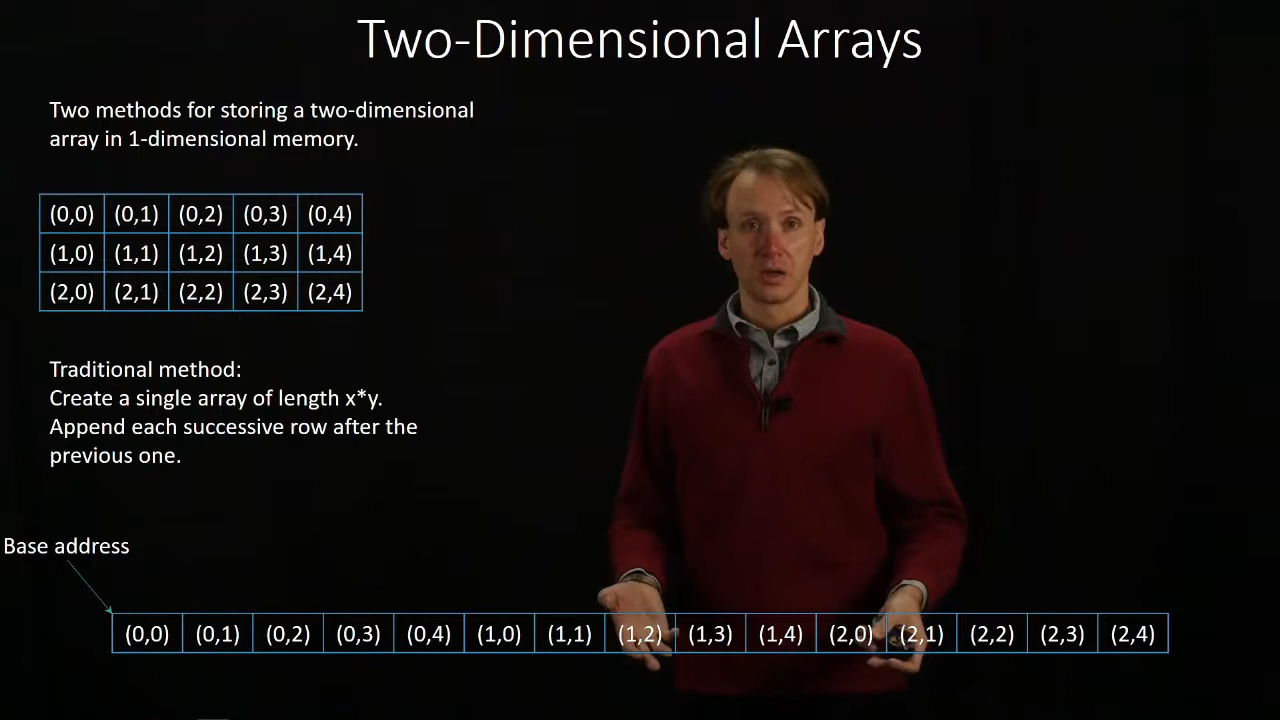 Two-Dimensional Arrays
Two methods for storing a two-dimensional
array in 1-dimensional memory.
(0,0) (0,1) (0,2) (0,3) (0,4)
(1,0) (1,1) (1,2) (1,3) (1,4)
(2,0) (2,1) (2,2) (2,3) (2,4)
Traditional method:
Create a single array of length x*y.
Append each successive row after the
previous one.
Base address
(0,0) (0,1) (0,2) (0,3) (0,4) (1,0) (1,1) (1,2) (1,3) (1,4) (2,0) (2,1) (2,2) (2,3) (2,4)